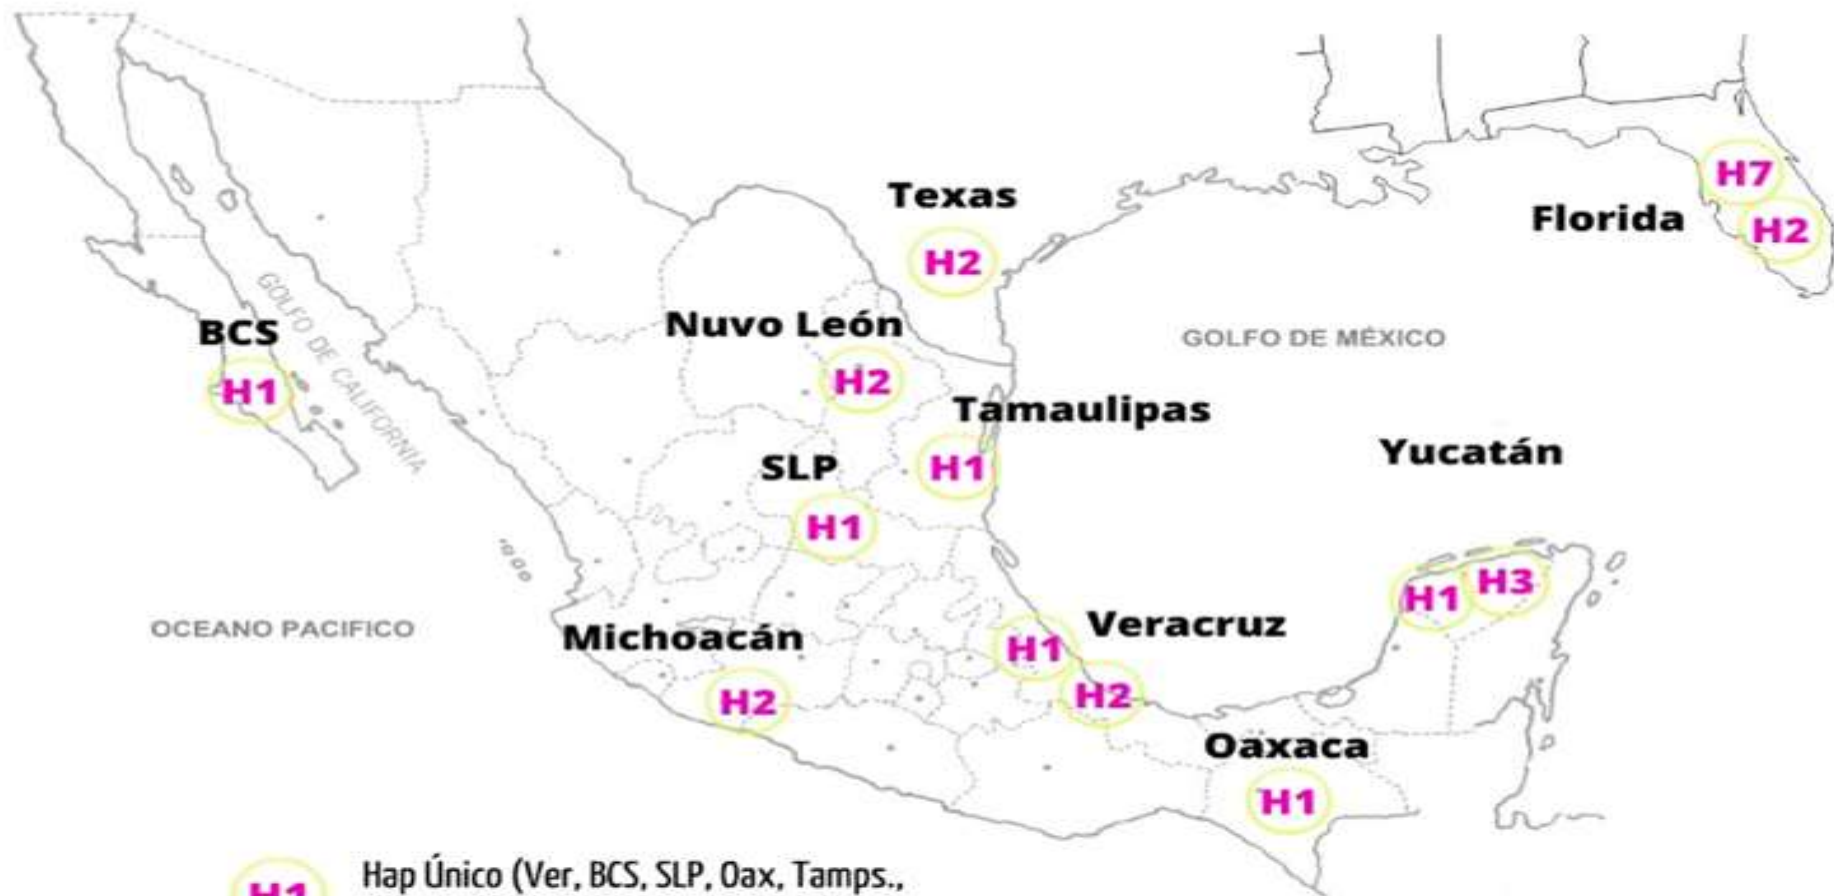 Texas
H2
H7
Florida
H2
Nuvo León
H2
GOLFO DE MÉXICO
BCS
H1
GOLFO DE CALIFORNIA
Tamaulipas
H1
Yucatán
SLP
H1
H1
H3
OCEANO PACIFICO
Michoacán
H2
Veracruz
H1
H2
Oaxaca
H1
H1
Hap Único (Ver, BCS, SLP, Oax, Tamps.,